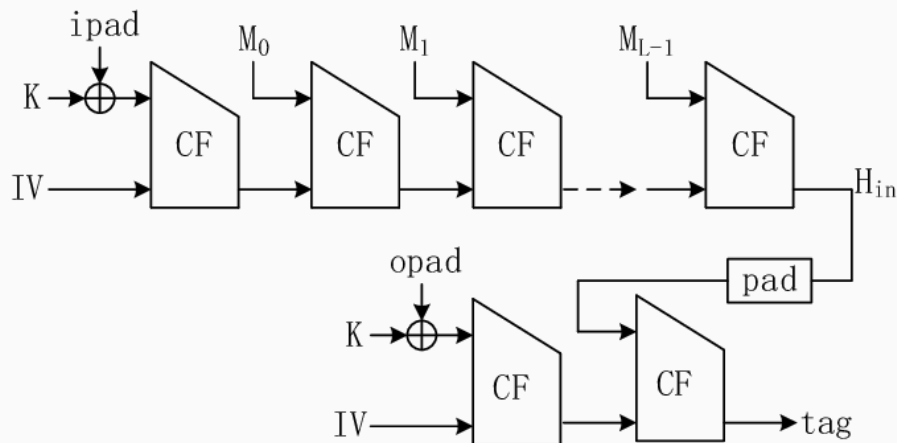 ipad
M0 M1 ML-1
K
CF CF CF CF
IV Hin
opad pad
K
CF CF
IV tag